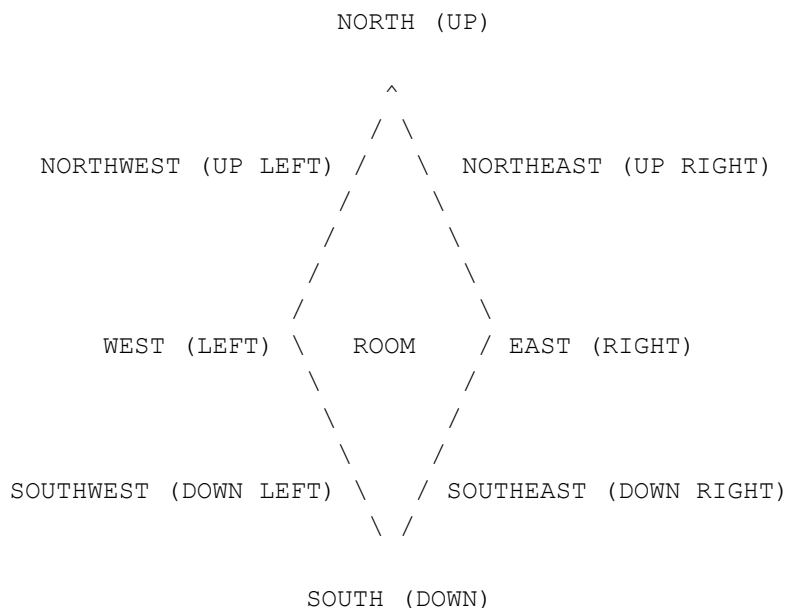 NORTH (UP)
NORTHWEST (UP LEFT) NORTHEAST (UP RIGHT)
WEST (LEFT) ROOM EAST (RIGHT)
SOUTHWEST (DOWN LEFT) SOUTHEAST (DOWN RIGHT)
SOUTH (DOWN)